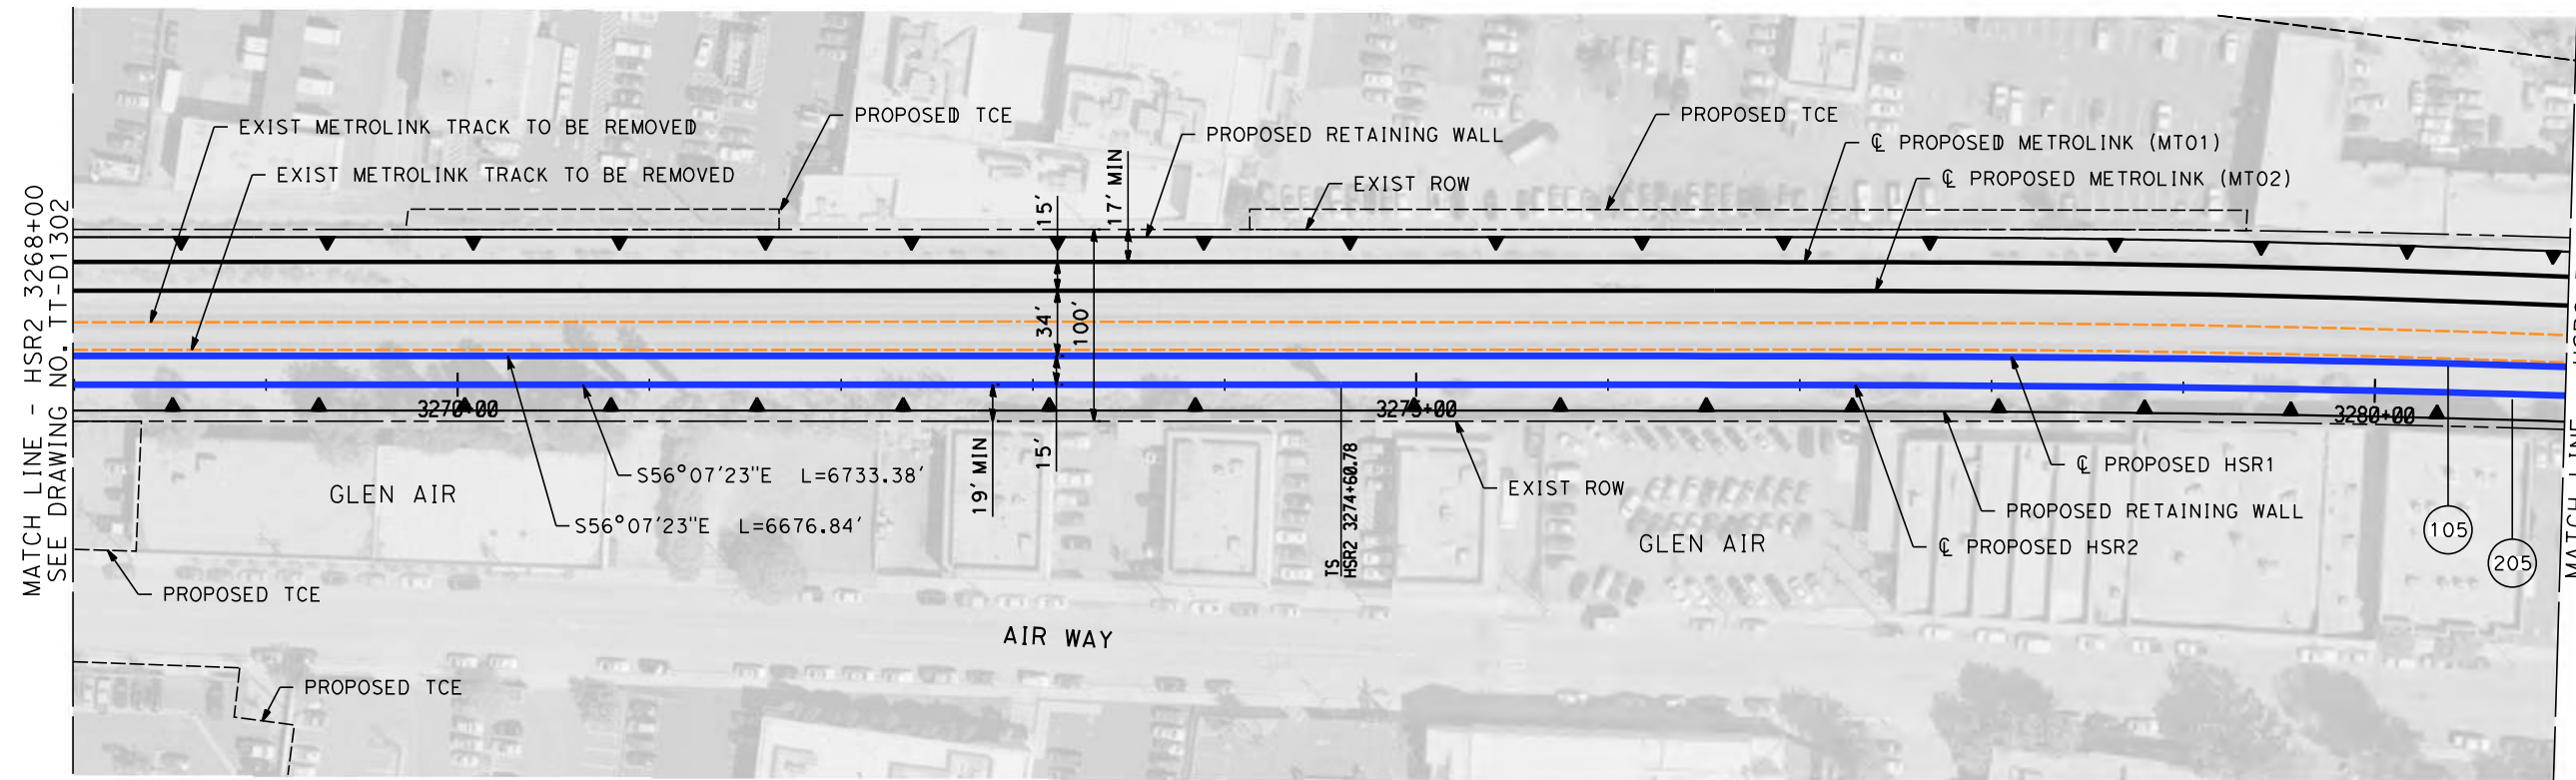 MATCH LINE - HSR2 3268+00
SEE DRAWING NO. TT-D1302
EXIST METROLINK TRACK TO BE REMOVED
EXIST METROLINK TRACK TO BE REMOVED
PROPOSED TCE
PROPOSED RETAINING WALL
EXIST ROW
PROPOSED TCE
℄ PROPOSED METROLINK (MT01)
℄ PROPOSED METROLINK (MT02)
15'
17' MIN
34'
100'
3270+00
3275+00
3280+00
19' MIN
15'
S56°07'23"E L=6733.38'
S56°07'23"E L=6676.84'
GLEN AIR
TS
HSR2 3274+60.78
EXIST ROW
GLEN AIR
℄ PROPOSED HSR1
PROPOSED RETAINING WALL
℄ PROPOSED HSR2
105
205
PROPOSED TCE
AIR WAY
PROPOSED TCE